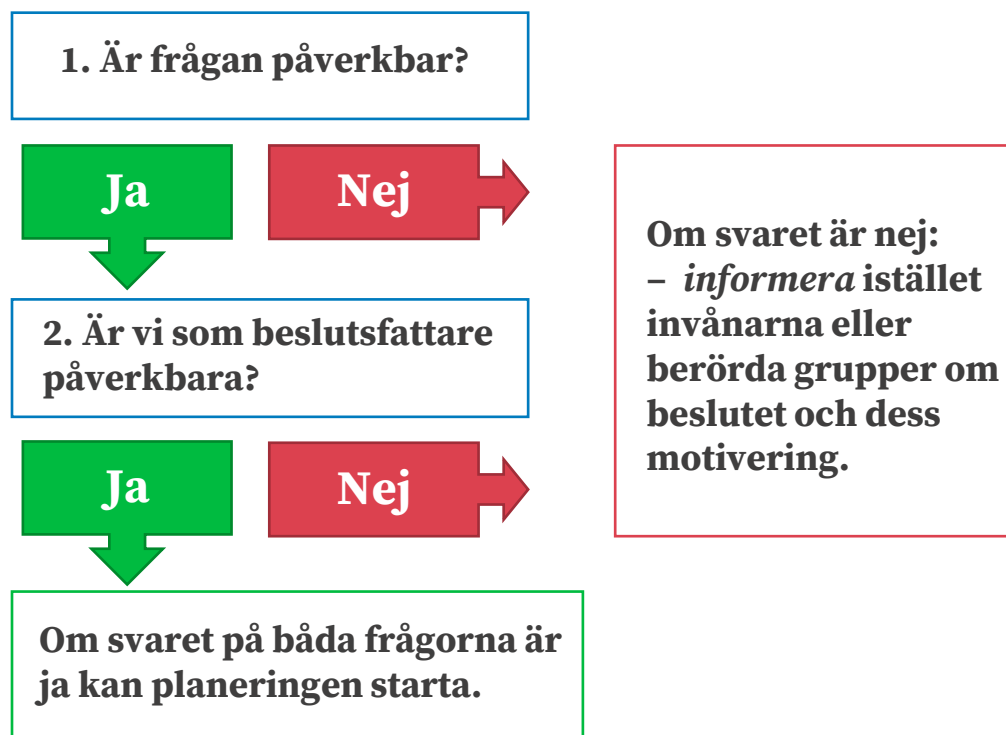 1. Är frågan påverkbar?
Ja
Nej
2. Är vi som beslutsfattare
påverkbara?
Ja
Nej
Om svaret på båda frågorna är
ja kan planeringen starta.
Om svaret är nej:
– informera istället
invånarna eller
berörda grupper om
beslutet och dess
motivering.